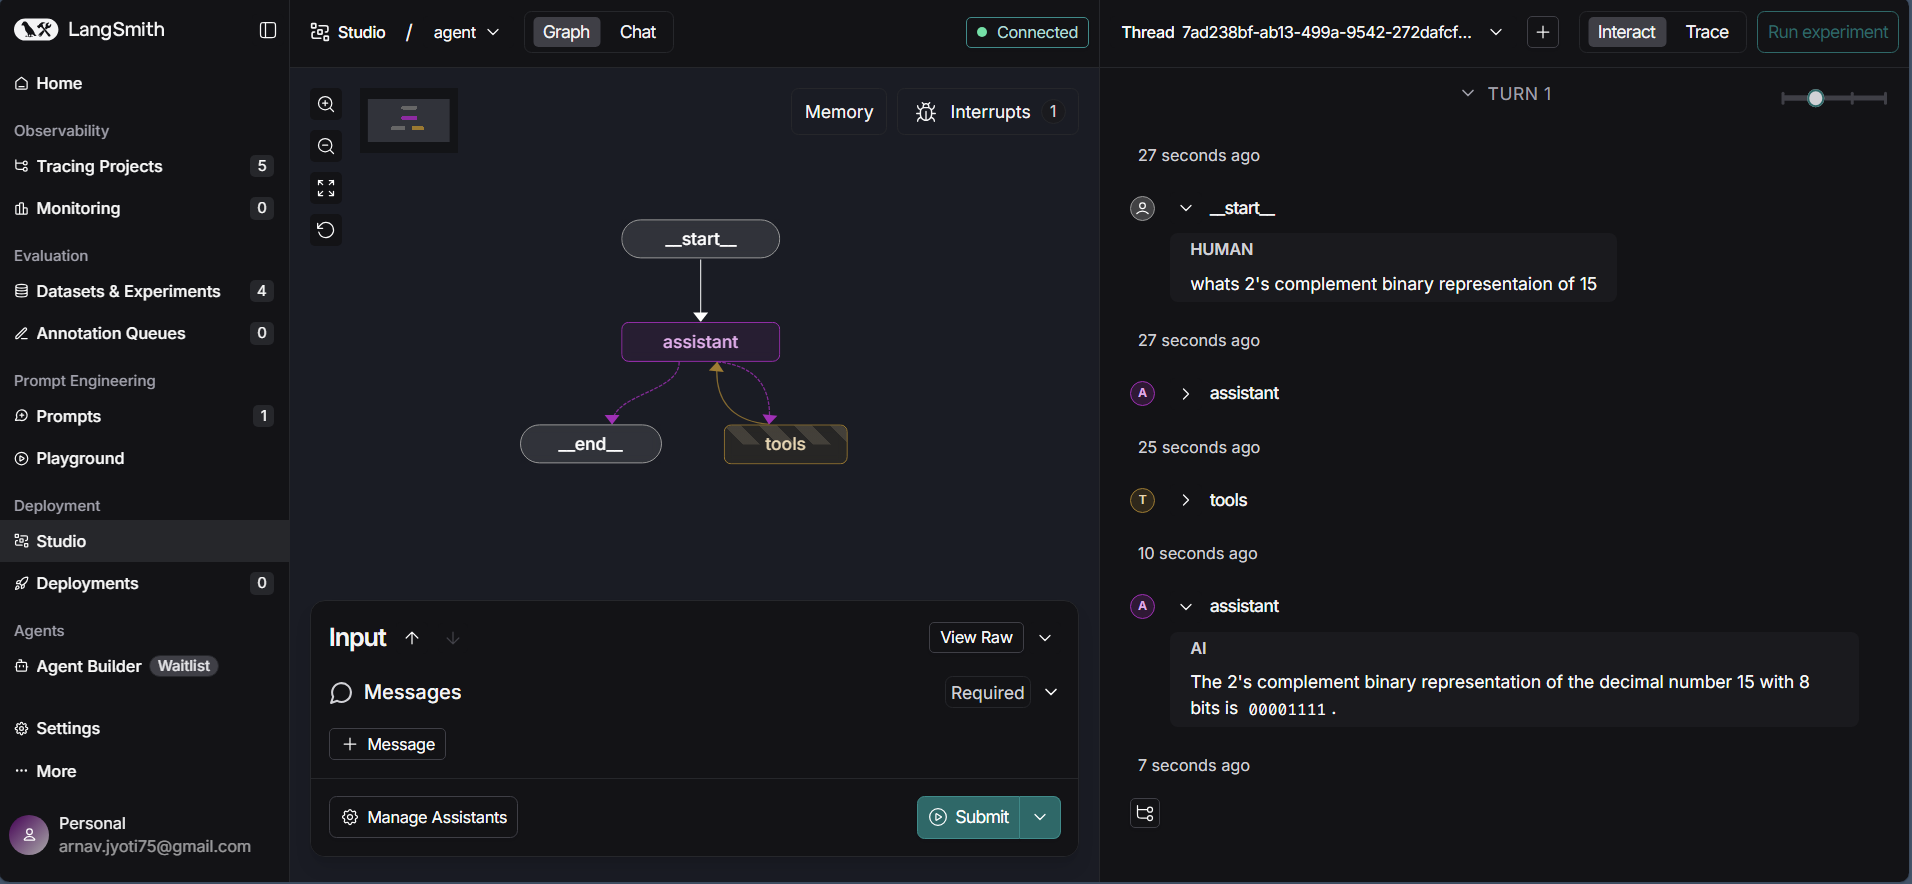 LangSmith
Home
Observability
Tracing Projects 5
Monitoring 0
Evaluation
Datasets & Experiments 4
Annotation Queues 0
Prompt Engineering
Prompts 1
Playground
Deployment
Studio
Deployments 0
Agents
Agent Builder Waitlist
Settings
More
Personal
arnav.jyoti75@gmail.com
Studio / agent Graph Chat Connected
Memory Interrupts 1
__start__
assistant
__end__ tools
Input View Raw
Messages Required
+ Message
Manage Assistants Submit
Thread 7ad238bf-ab13-499a-9542-272dafcf... + Interact Trace Run experiment
TURN 1
27 seconds ago
__start__
HUMAN
whats 2's complement binary representaion of 15
27 seconds ago
A assistant
25 seconds ago
T tools
10 seconds ago
A assistant
AI
The 2's complement binary representation of the decimal number 15 with 8
bits is 00001111 .
7 seconds ago